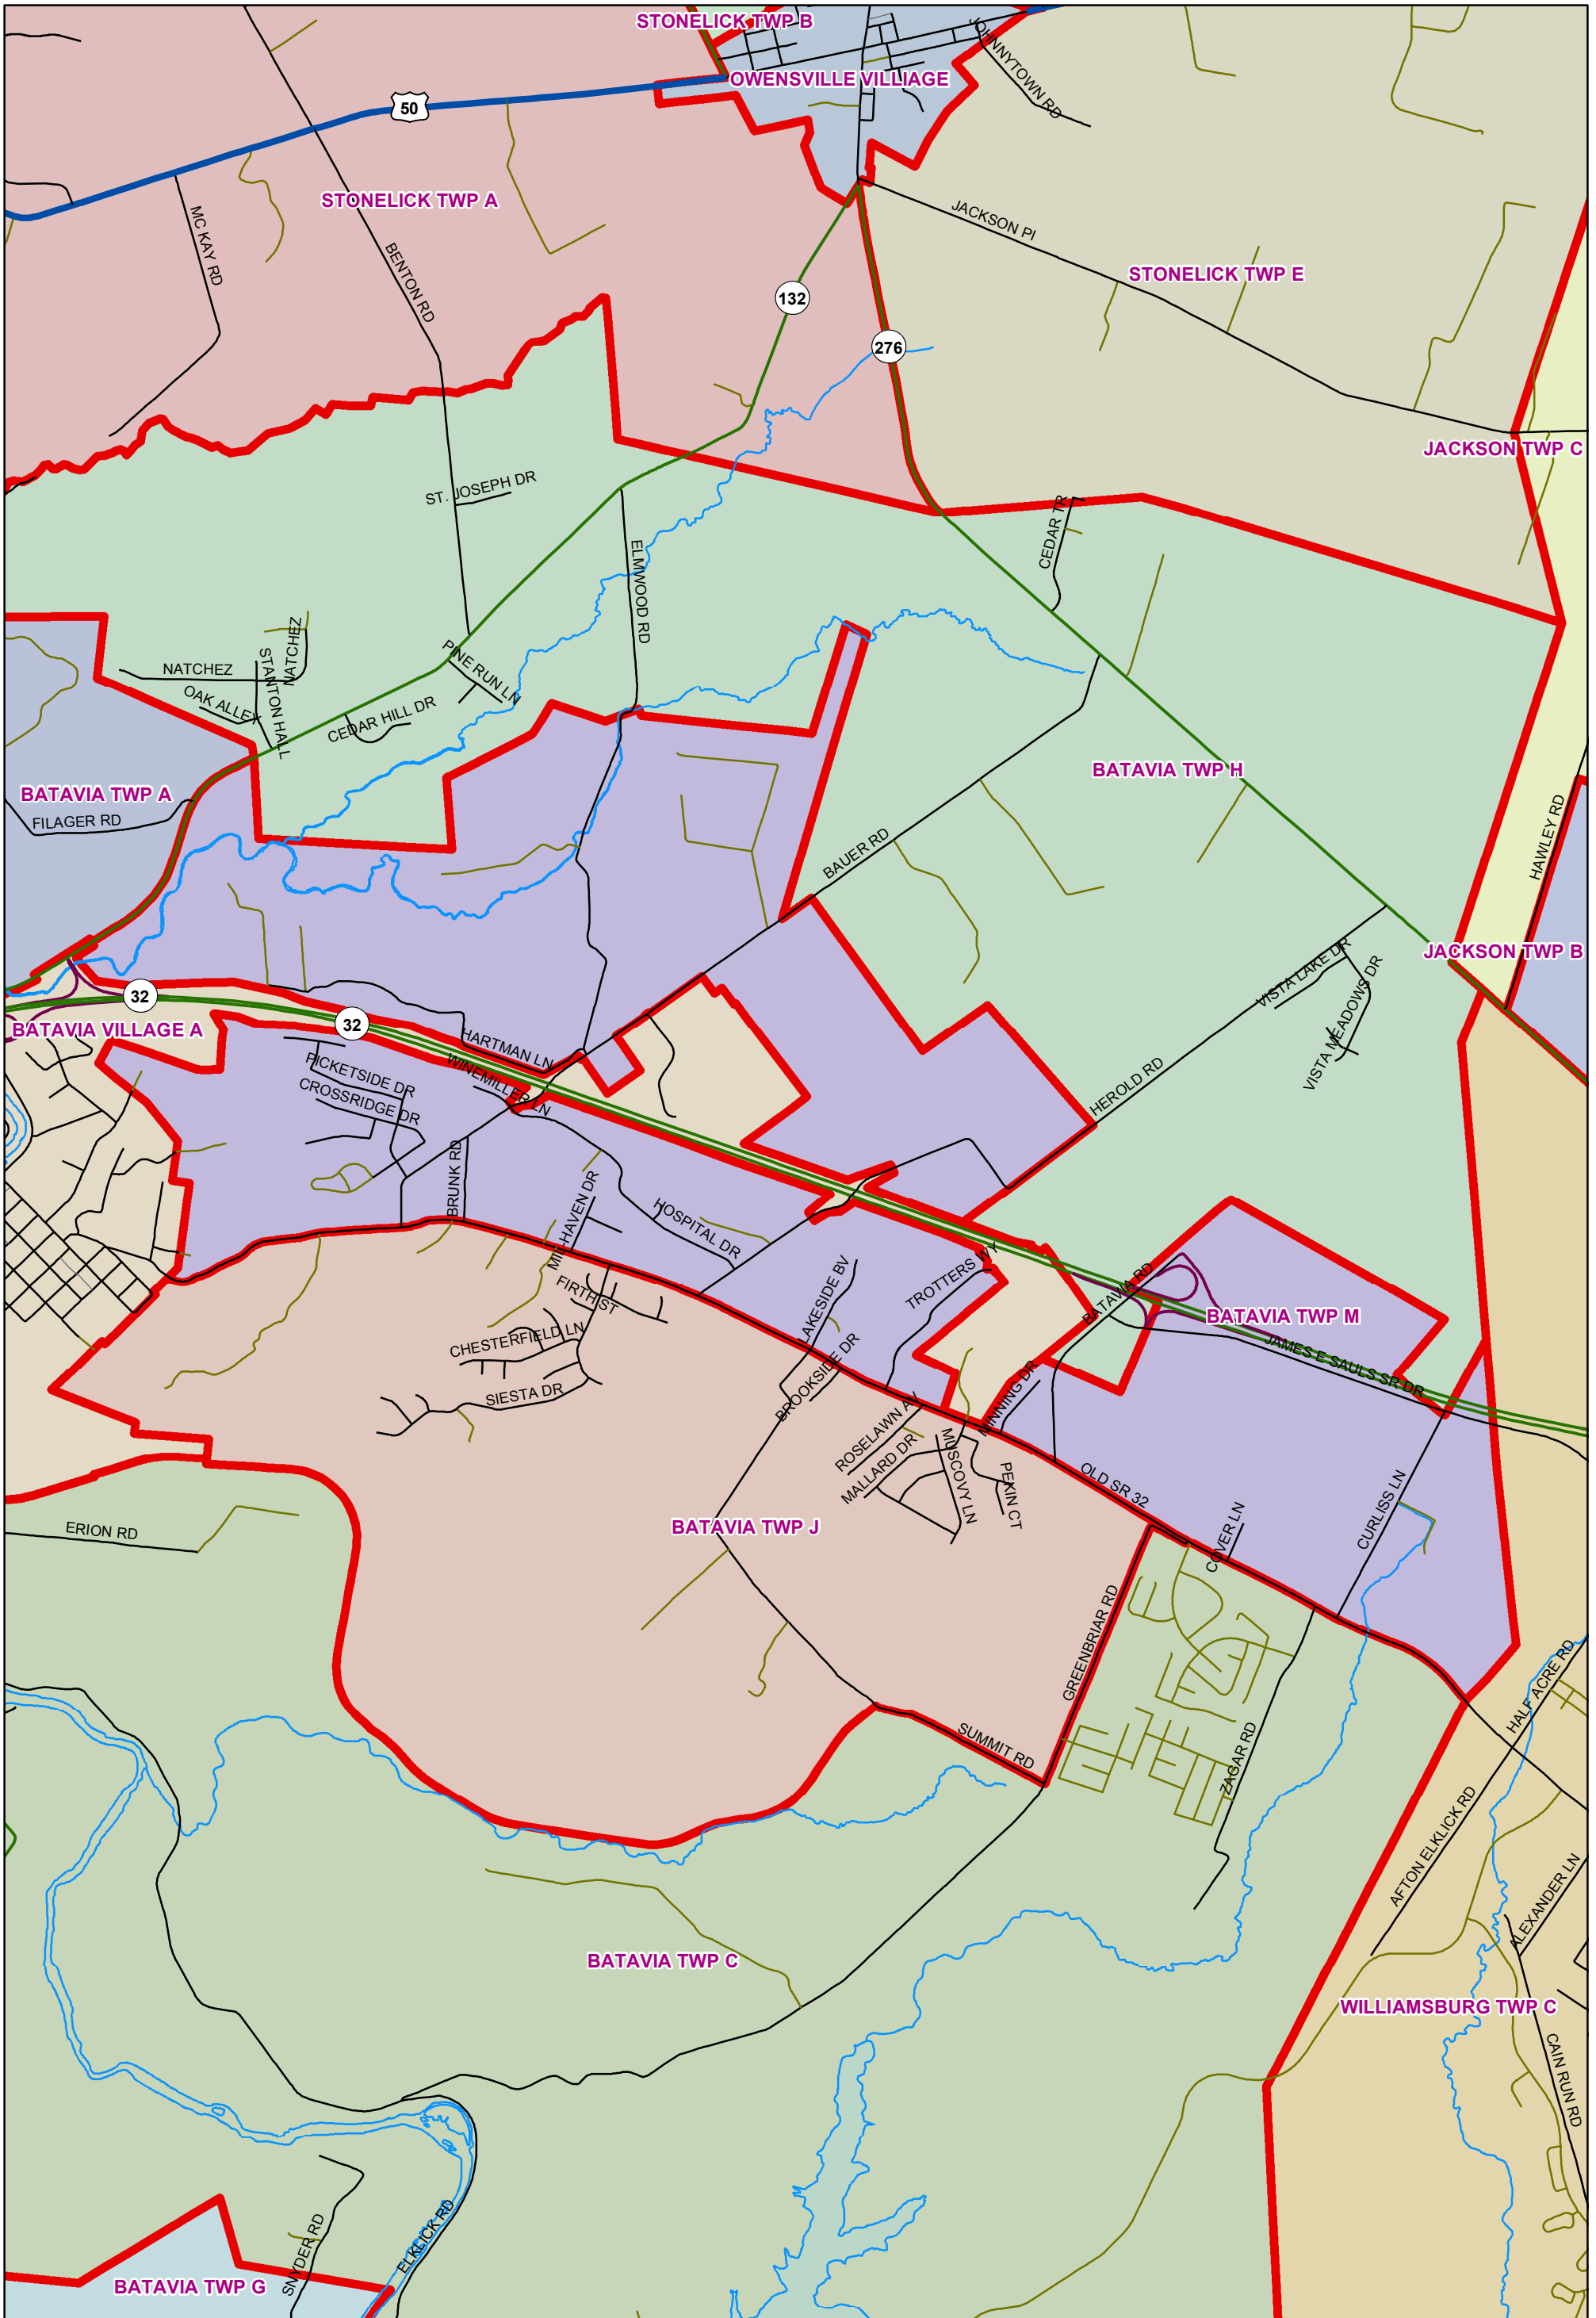 STONELICK TWP B
JOHNNYTOWN RD
OWENSVILLE VILLIAGE
50
STONELICK TWP A
MC KAY RD
BENTON RD
JACKSON PI
STONELICK TWP E
132
276
JACKSON TWP C
ST. JOSEPH DR
CEDAR TR
ELMWOOD RD
NATCHEZ
NATCHEZ
STANTON HALL
OAK ALLEY
PINE RUN LN
CEDAR HILL DR
BATAVIA TWP A
FILAGER RD
BATAVIA TWP H
BAUER RD
HAWLEY RD
JACKSON TWP B
VISTA LAKE DR
VISTA MEADOWS DR
32
32
BATAVIA VILLAGE A
HARTMAN LN
WINEMILLER LN
PICKETSIDE DR
CROSSRIDGE DR
HEROLD RD
BRUNK RD
MILHAVEN DR
HOSPITAL DR
FIRTH ST
LAKESIDE BV
TROTTERS WY
BATAVIA RD
BATAVIA TWP M
JAMES E SAULS SR DR
CHESTERFIELD LN
SIESTA DR
BROOKSIDE DR
MINNING DR
ROSELAWN AV
MALLARD DR
MUSCOVY LN
PEKIN CT
OLD SR 32
CURLISS LN
COVER LN
ERION RD
BATAVIA TWP J
GREENBRIAR RD
SUMMIT RD
ZAGAR RD
HALF ACRE RD
AFTON ELKLICK RD
ALEXANDER LN
BATAVIA TWP C
WILLIAMSBURG TWP C
CAIN RUN RD
SNYDER RD
ELKLICK RD
BATAVIA TWP G